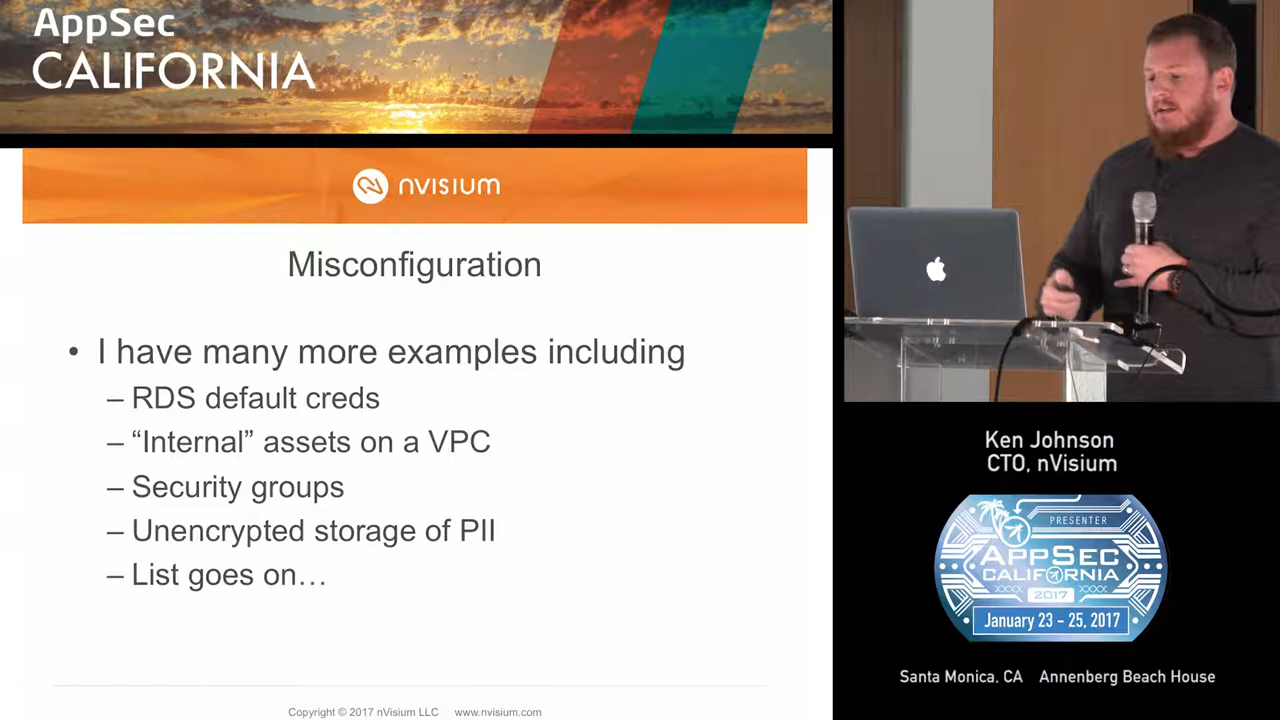 AppSec
CALIFORNIA
nvisium
Misconfiguration
• I have many more examples including
– RDS default creds
– “Internal” assets on a VPC
– Security groups
– Unencrypted storage of PII
– List goes on…
Copyright © 2017 nVisium LLC www.nvisium.com
Ken Johnson
CTO, nVisium
PRESENTER
APPSEC
CALIFORNIA
2017
January 23 - 25, 2017
Santa Monica, CA Annenberg Beach House